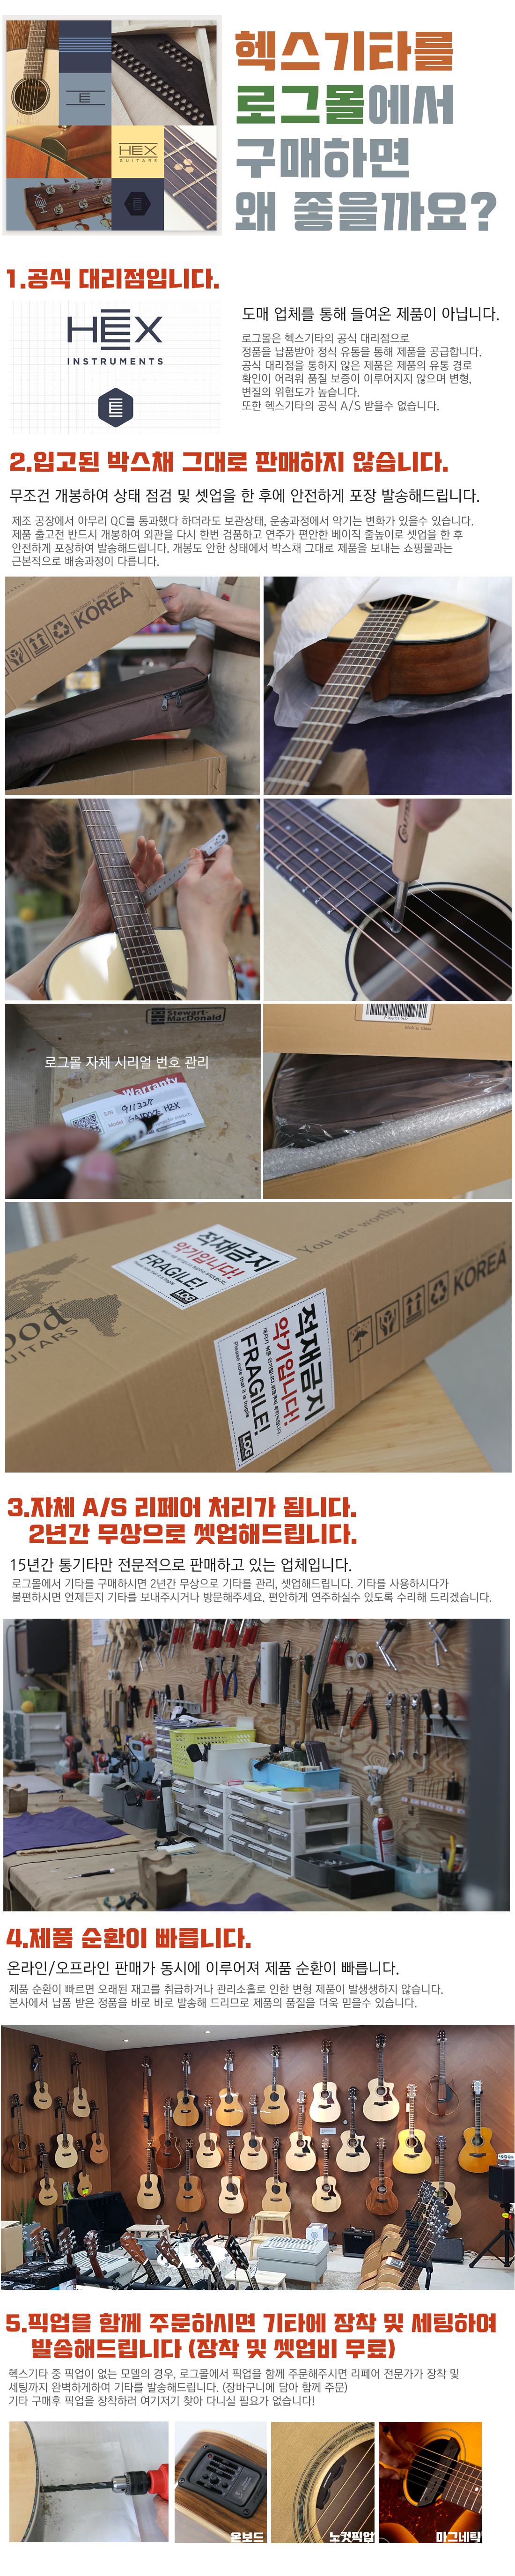 HEX
GUITARS
HEX
헥스기타를
로그몰에서
구매하면
왜 좋을까요?
1.공식 대리점입니다.
HEX
INSTRUMENTS
도매 업체를 통해 들여온 제품이 아닙니다.
로그몰은 헥스기타의 공식 대리점으로
정품을 납품받아 정식 유통을 통해 제품을 공급합니다.
공식 대리점을 통하지 않은 제품은 제품의 유통 경로
확인이 어려워 품질 보증이 이루어지지 않으며 변형,
변질의 위험도가 높습니다.
또한 헥스기타의 공식 A/S 받을수 없습니다.
2.입고된 박스채 그대로 판매하지 않습니다.
무조건 개봉하여 상태 점검 및 셋업을 한 후에 안전하게 포장 발송해드립니다.
제조 공장에서 아무리 QC를 통과했다 하더라도 보관상태, 운송과정에서 악기는 변화가 있을수 있습니다.
제품 출고전 반드시 개봉하여 외관을 다시 한번 검품하고 연주가 편안한 베이직 줄높이로 셋업을 한 후
안전하게 포장하여 발송해드립니다. 개봉도 안한 상태에서 박스채 그대로 제품을 보내는 쇼핑몰과는
근본적으로 배송과정이 다릅니다.
KOREA
Stewart-
MacDonald
로그몰 자체 시리얼 번호 관리
Warranty
S/N
911227
Model
HEX
Made in China
적재금지
악기입니다!
FRAGILE!
LOG
You are worthy
ood
GUITARS
적재금지
악기입니다!
FRAGILE!
Please note that it is fragile
LOG
KOREA
3.자체 A/S 리페어 처리가 됩니다.
2년간 무상으로 셋업해드립니다.
15년간 통기타만 전문적으로 판매하고 있는 업체입니다.
로그몰에서 기타를 구매하시면 2년간 무상으로 기타를 관리, 셋업해드립니다. 기타를 사용하시다가
불편하시면 언제든지 기타를 보내주시거나 방문해주세요. 편안하게 연주하실수 있도록 수리해 드리겠습니다.
4.제품 순환이 빠릅니다.
온라인/오프라인 판매가 동시에 이루어져 제품 순환이 빠릅니다.
제품 순환이 빠르면 오래된 재고를 취급하거나 관리소홀로 인한 변형 제품이 발생생하지 않습니다.
본사에서 납품 받은 정품을 바로 바로 발송해 드리므로 제품의 품질을 더욱 믿을수 있습니다.
5.픽업을 함께 주문하시면 기타에 장착 및 세팅하여
발송해드립니다 (장착 및 셋업비 무료)
헥스기타 중 픽업이 없는 모델의 경우, 로그몰에서 픽업을 함께 주문해주시면 리페어 전문가가 장착 및
세팅까지 완벽하게하여 기타를 발송해드립니다. (장바구니에 담아 함께 주문)
기타 구매후 픽업을 장착하러 여기저기 찾아 다니실 필요가 없습니다!
온보드
노컷픽업
마그네틱